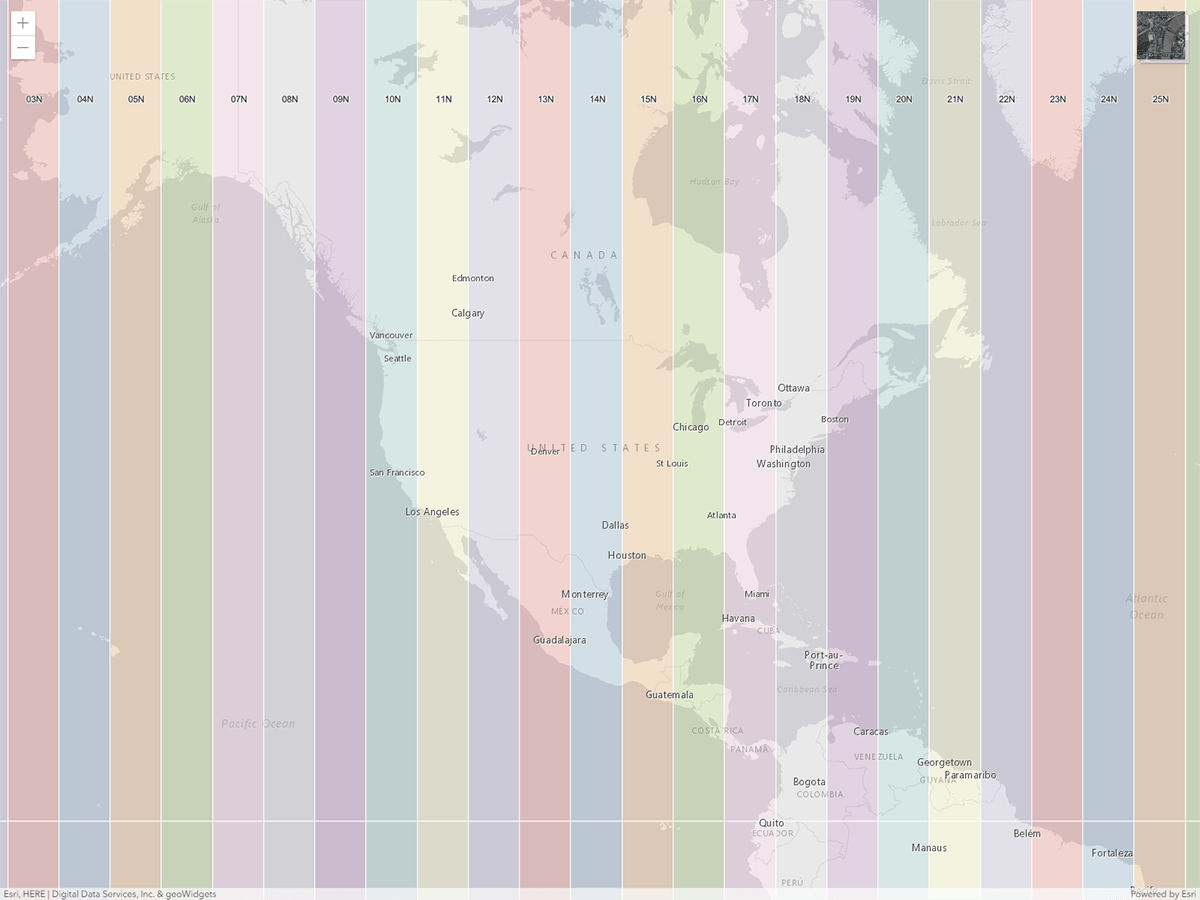 +
−
UNITED STATES
Davis Strait
03N 04N 05N 06N 07N 08N 09N 10N 11N 12N 13N 14N 15N 16N 17N 18N 19N 20N 21N 22N 23N 24N 25N
Hudson Bay
Gulf of
Alaska
Labrador Sea
CANADA
Edmonton
Calgary
Vancouver
Seattle
Ottawa
Toronto
Detroit
Boston
Chicago
UNITED STATES
Denver
Philadelphia
St Louis
Washington
San Francisco
Los Angeles
Atlanta
Dallas
Houston
Monterrey
Gulf of
Mexico
Miami
Atlantic
Ocean
MÉXICO
Havana
CUBA
Guadalajara
Port-au-
Prince
Guatemala
Caribbean Sea
Pacific Ocean
COSTA RICA
Caracas
PANAMÁ
VENEZUELA
Georgetown
Paramaribo
GUYANA
Bogota
COLOMBIA
Quito
ECUADOR
Belém
Manaus
Fortaleza
PERÚ
Recife
Esri, HERE | Digital Data Services, Inc. & geoWidgets
Powered by Esri